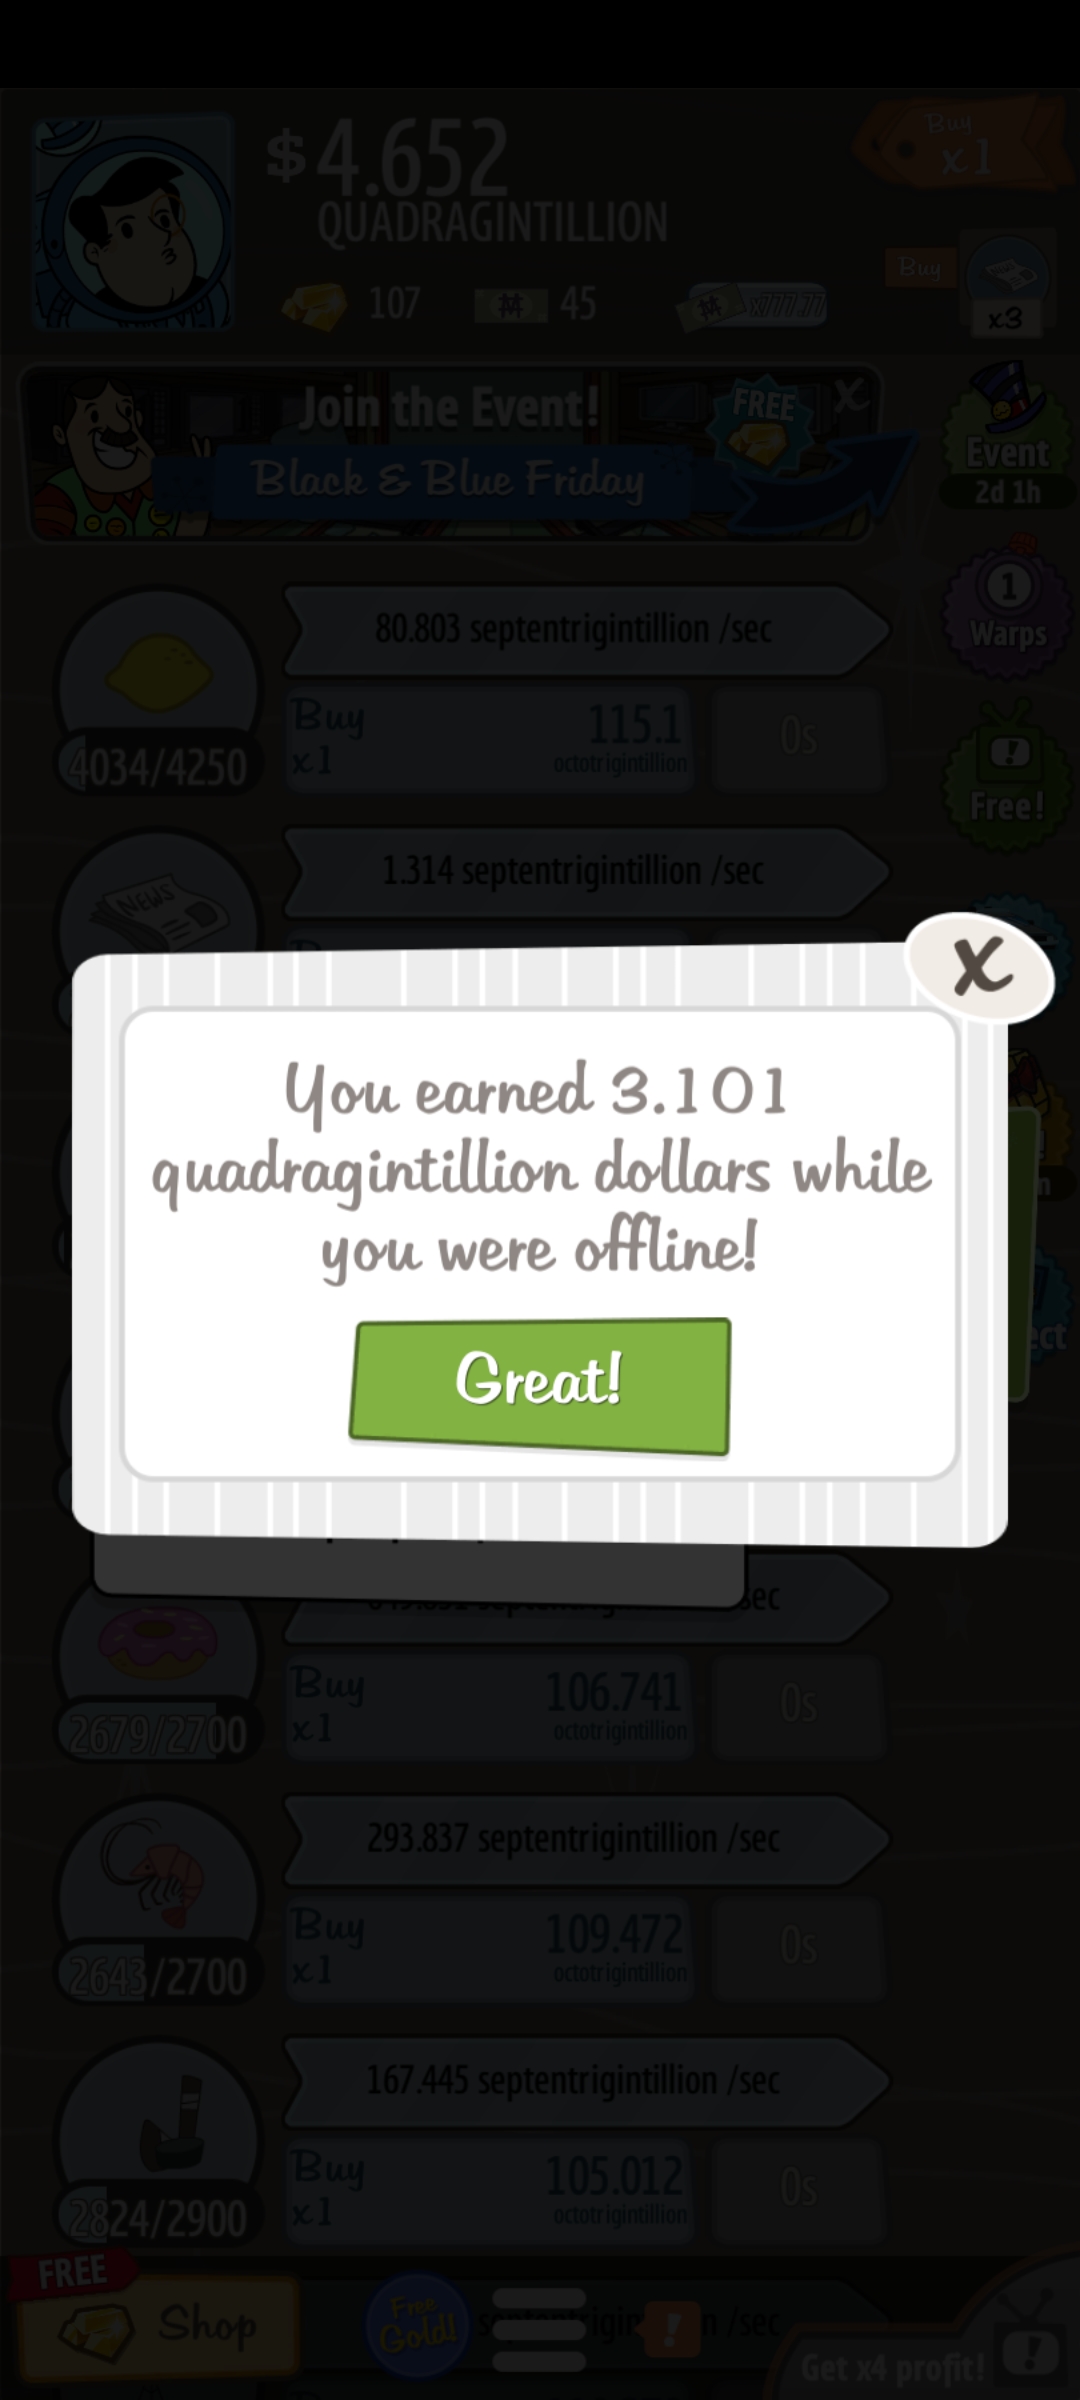 $4.652
QUADRAGINTILLION
Buy
x1
107
45
x777.77
Buy
x3
Join the Event!
FREE
x
Black & Blue Friday
Event
2d 1h
80.803 septentrigintillion /sec
1
Warps
Buy
x1
115.1
octotrigintillion
0s
4034/4250
!
Free!
1.314 septentrigintillion /sec
NEWS
X
You earned 3.101
quadragintillion dollars while
you were offline!
Great!
ect
sec
Buy
x1
106.741
octotrigintillion
0s
2679/2700
293.837 septentrigintillion /sec
Buy
x1
109.472
octotrigintillion
0s
2643/2700
167.445 septentrigintillion /sec
Buy
x1
105.012
octotrigintillion
0s
2824/2900
FREE
Shop
Free
Gold!
!
/sec
Get x4 profit!
!